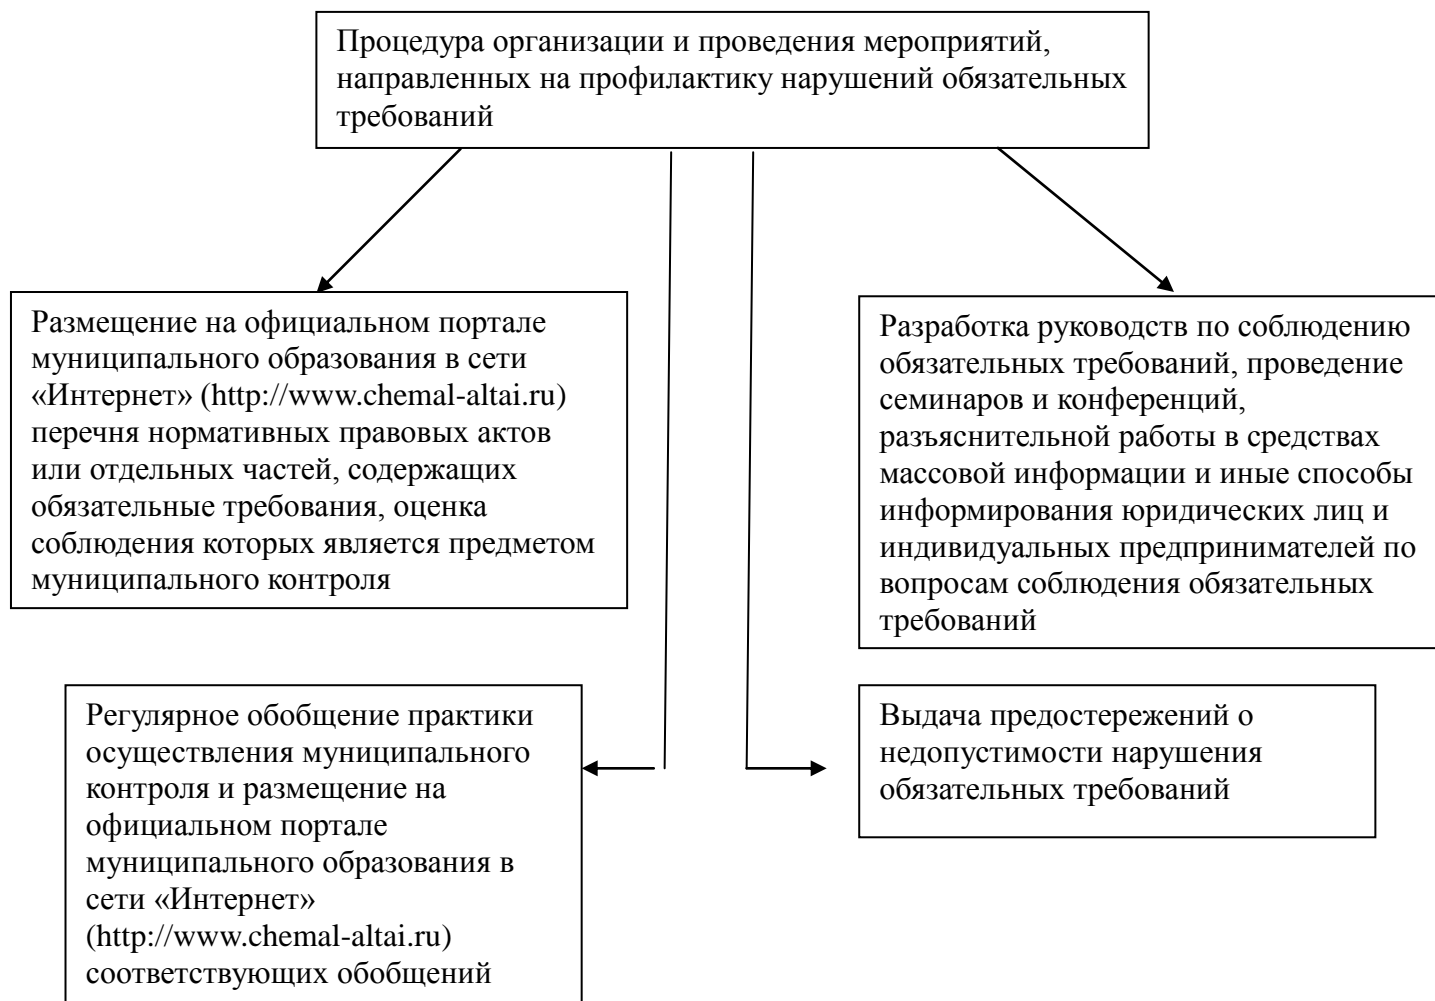 Процедура организации и проведения мероприятий,
направленных на профилактику нарушений обязательных
требований
Размещение на официальном портале
муниципального образования в сети
«Интернет» (http://www.chemal-altai.ru)
перечня нормативных правовых актов
или отдельных частей, содержащих
обязательные требования, оценка
соблюдения которых является предметом
муниципального контроля
Разработка руководств по соблюдению
обязательных требований, проведение
семинаров и конференций,
разъяснительной работы в средствах
массовой информации и иные способы
информирования юридических лиц и
индивидуальных предпринимателей по
вопросам соблюдения обязательных
требований
Регулярное обобщение практики
осуществления муниципального
контроля и размещение на
официальном портале
муниципального образования в
сети «Интернет»
(http://www.chemal-altai.ru)
соответствующих обобщений
Выдача предостережений о
недопустимости нарушения
обязательных требований